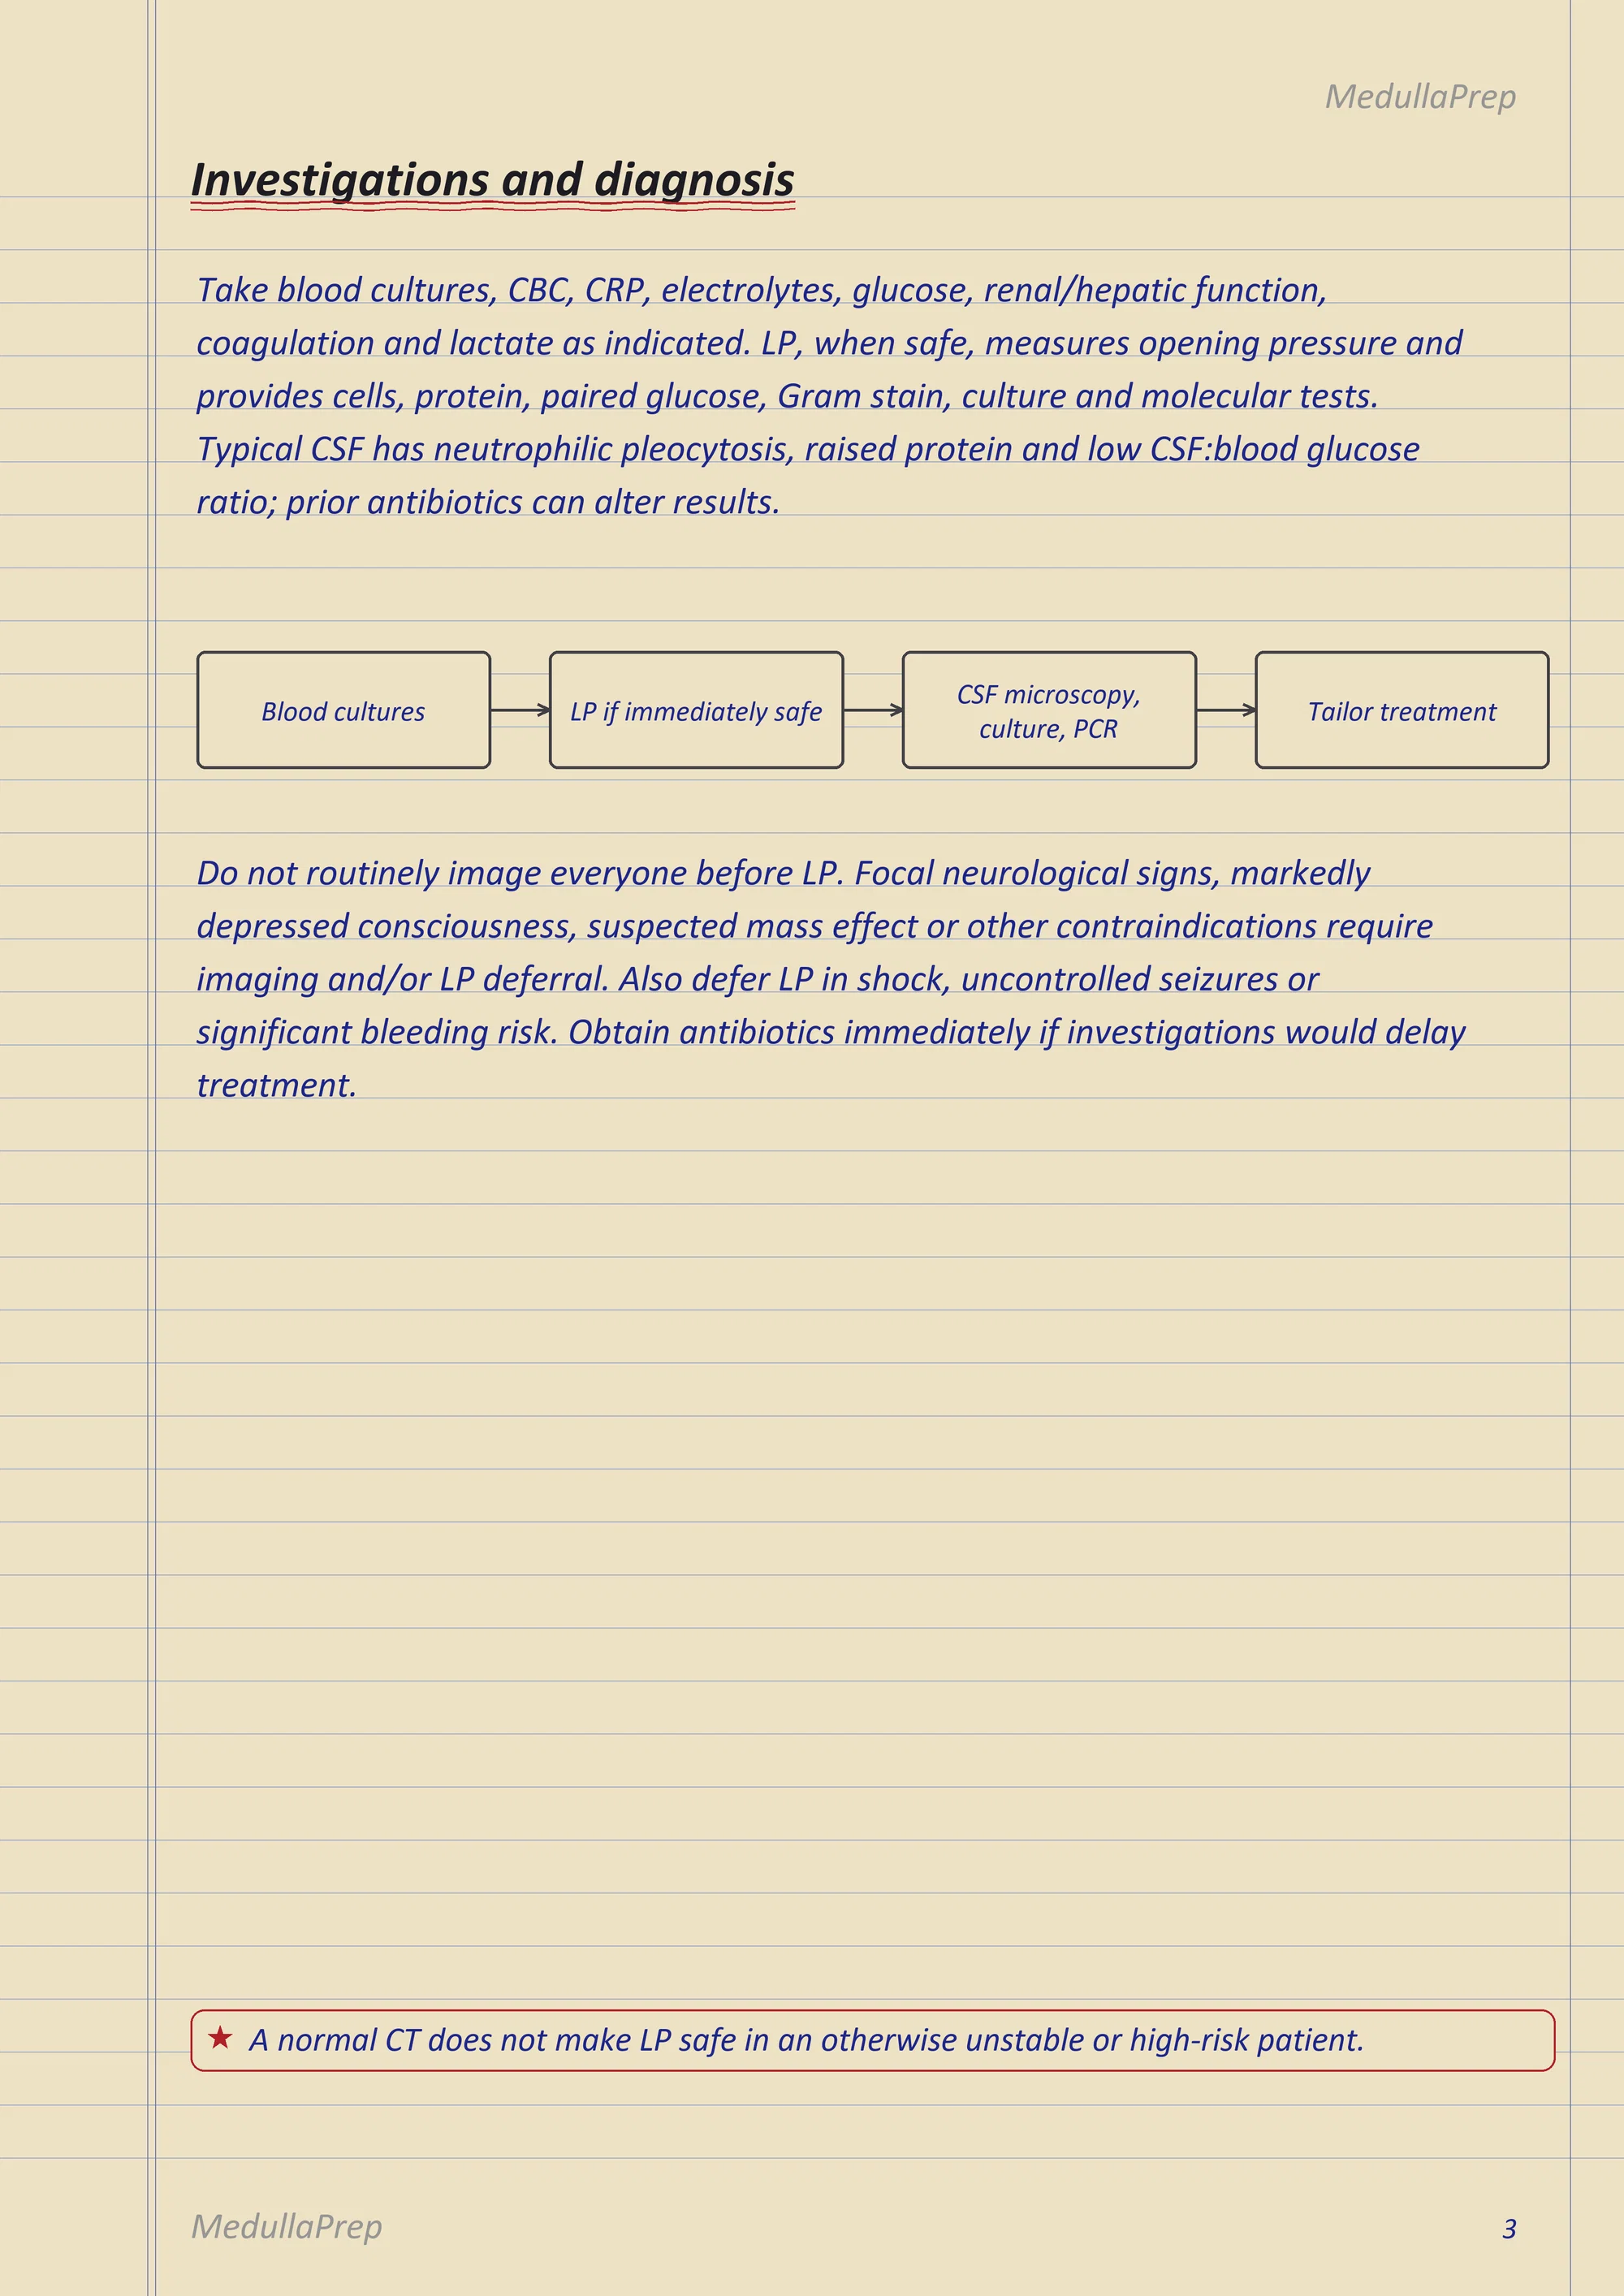 MedullaPrep
Investigations and diagnosis
Take blood cultures, CBC, CRP, electrolytes, glucose, renal/hepatic function,
coagulation and lactate as indicated. LP, when safe, measures opening pressure and
provides cells, protein, paired glucose, Gram stain, culture and molecular tests.
Typical CSF has neutrophilic pleocytosis, raised protein and low CSF:blood glucose
ratio; prior antibiotics can alter results.
Blood cultures
LP if immediately safe
CSF microscopy,
culture, PCR
Tailor treatment
Do not routinely image everyone before LP. Focal neurological signs, markedly
depressed consciousness, suspected mass effect or other contraindications require
imaging and/or LP deferral. Also defer LP in shock, uncontrolled seizures or
significant bleeding risk. Obtain antibiotics immediately if investigations would delay
treatment.
★ A normal CT does not make LP safe in an otherwise unstable or high-risk patient.
MedullaPrep
3